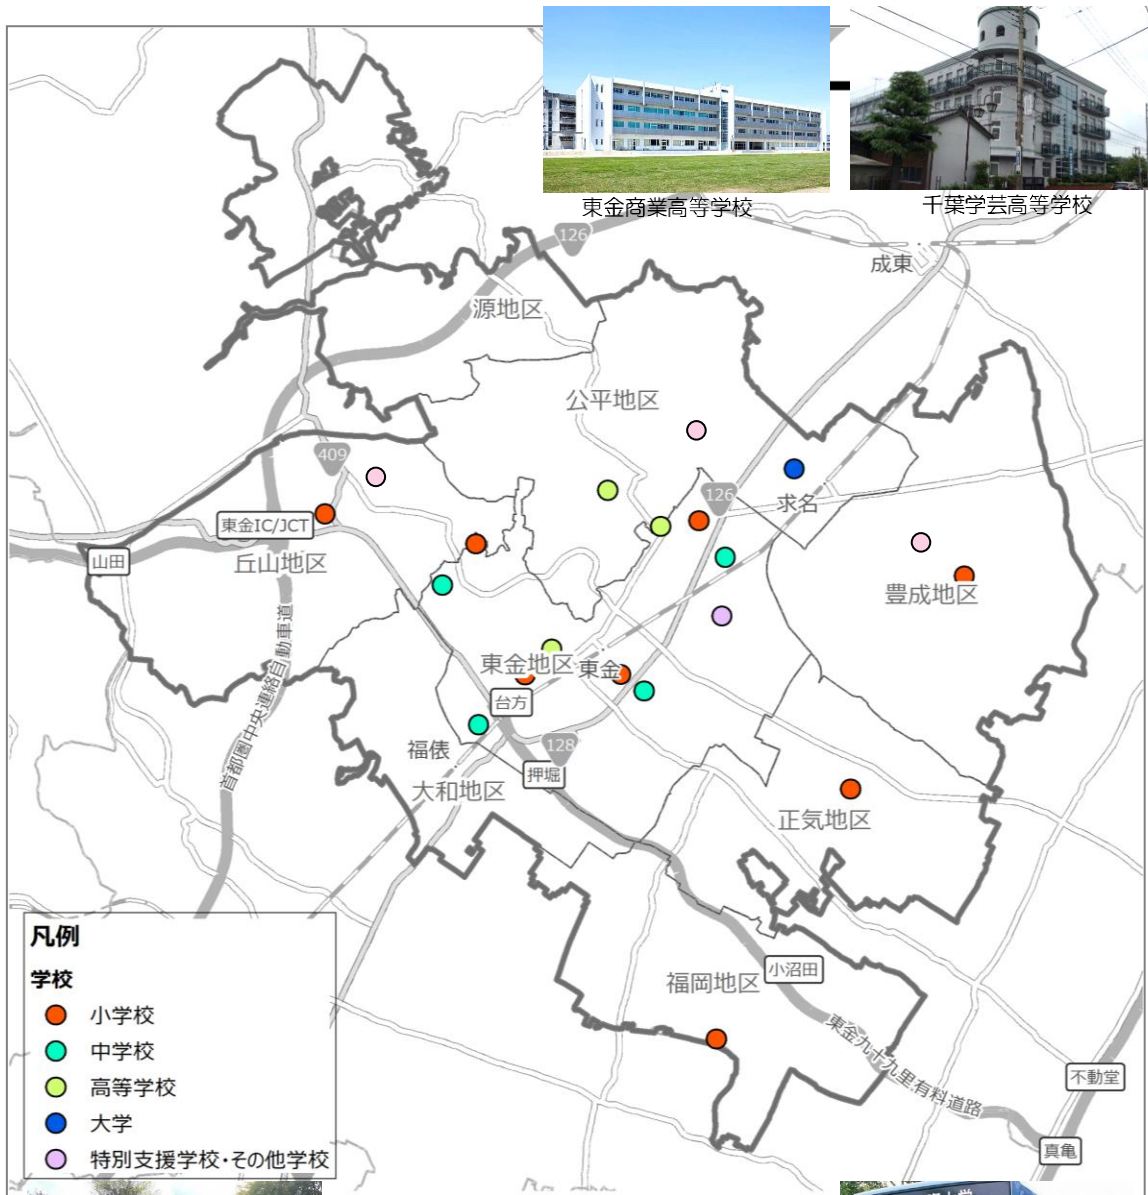 東金商業高等学校
千葉学芸高等学校
126
成東
源地区
公平地区
409
126
求名
東金IC/JCT
山田
丘山地区
豊成地区
東金地区
東金
台方
首都圏中央連絡自動車道
福俵
128
押堀
大和地区
正気地区
福岡地区
小沼田
東金九十九里有料道路
不動堂
真亀
凡例
学校
小学校
中学校
高等学校
大学
特別支援学校・その他学校